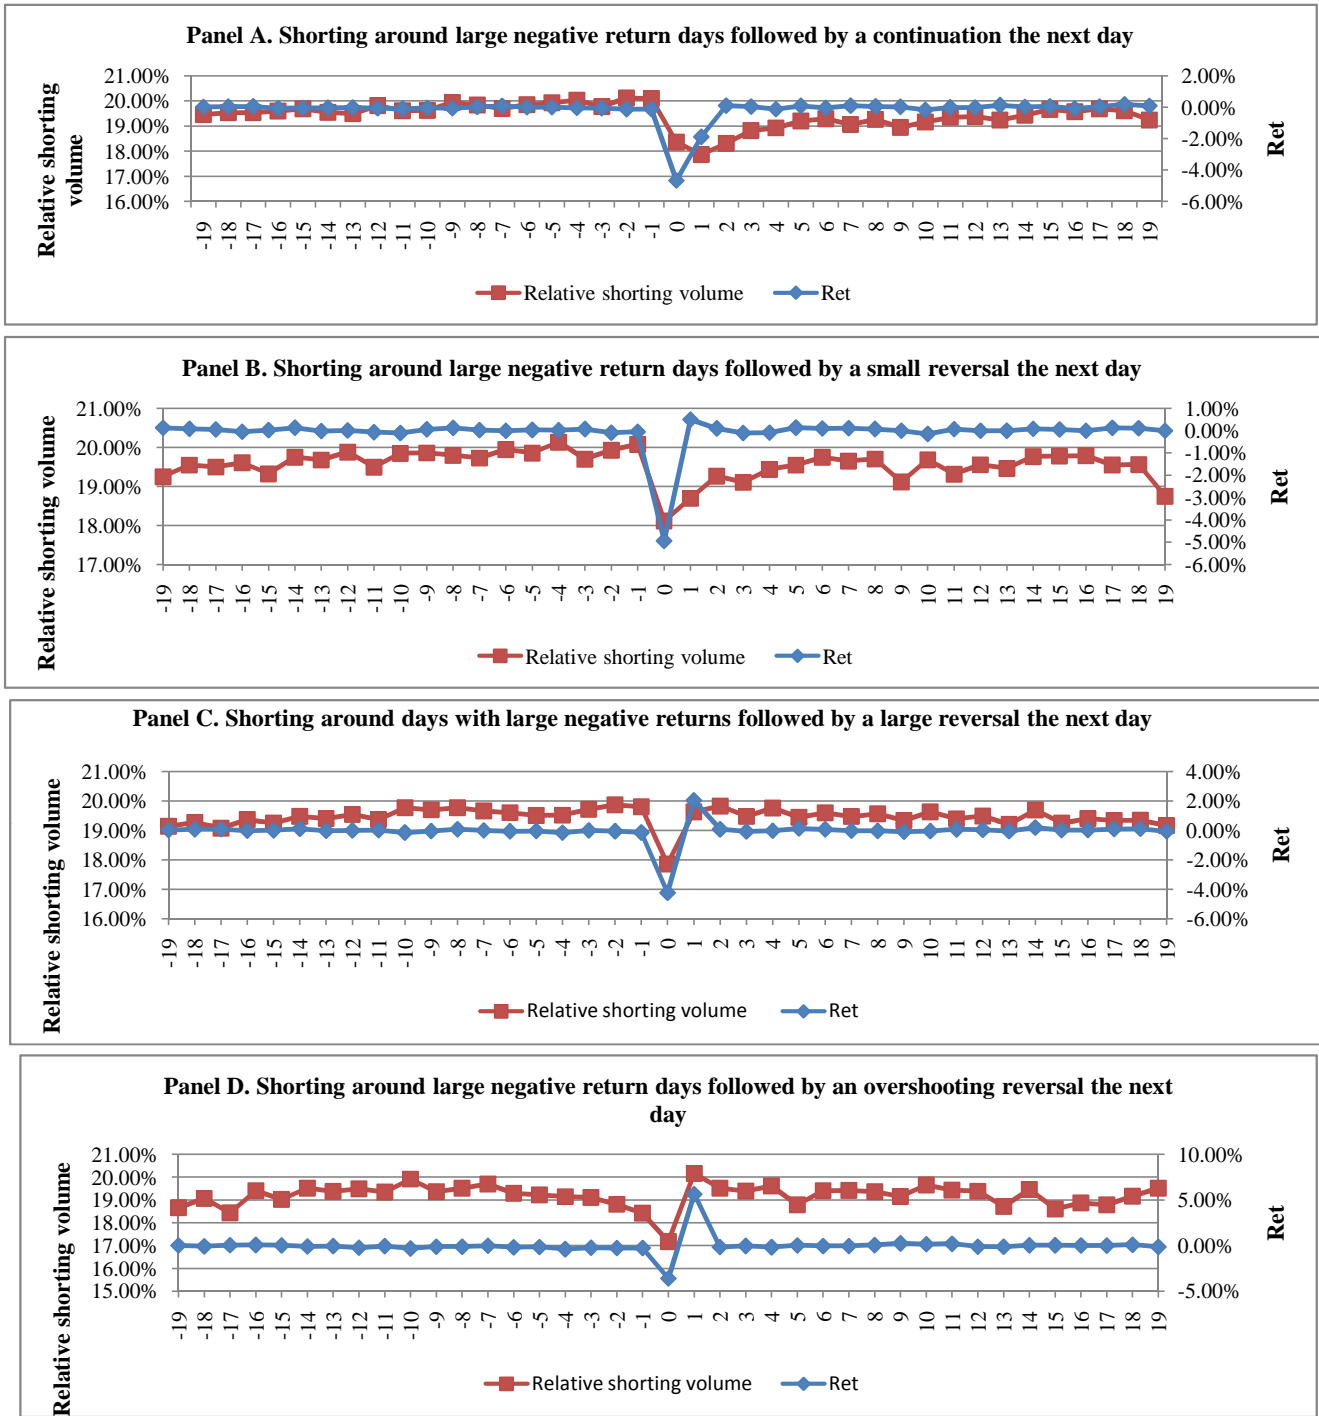 Panel A. Shorting around large negative return days followed by a continuation the next day
Relative shorting
volume
21.00%
20.00%
19.00%
18.00%
17.00%
16.00%
2.00%
0.00%
-2.00%
-4.00%
-6.00%
Ret
-19 -18 -17 -16 -15 -14 -13 -12 -11 -10 -9 -8 -7 -6 -5 -4 -3 -2 -1 0 1 2 3 4 5 6 7 8 9 10 11 12 13 14 15 16 17 18 19
Relative shorting volume Ret
Panel B. Shorting around large negative return days followed by a small reversal the next day
Relative shorting volume
21.00%
20.00%
19.00%
18.00%
17.00%
1.00%
0.00%
-1.00%
-2.00%
-3.00%
-4.00%
-5.00%
-6.00%
Ret
-19 -18 -17 -16 -15 -14 -13 -12 -11 -10 -9 -8 -7 -6 -5 -4 -3 -2 -1 0 1 2 3 4 5 6 7 8 9 10 11 12 13 14 15 16 17 18 19
Relative shorting volume Ret
Panel C. Shorting around days with large negative returns followed by a large reversal the next day
Relative shorting volume
21.00%
20.00%
19.00%
18.00%
17.00%
16.00%
4.00%
2.00%
0.00%
-2.00%
-4.00%
-6.00%
Ret
-19 -18 -17 -16 -15 -14 -13 -12 -11 -10 -9 -8 -7 -6 -5 -4 -3 -2 -1 0 1 2 3 4 5 6 7 8 9 10 11 12 13 14 15 16 17 18 19
Relative shorting volume Ret
Panel D. Shorting around large negative return days followed by an overshooting reversal the next
day
Relative shorting volume
21.00%
20.00%
19.00%
18.00%
17.00%
16.00%
15.00%
10.00%
5.00%
0.00%
-5.00%
Ret
-19 -18 -17 -16 -15 -14 -13 -12 -11 -10 -9 -8 -7 -6 -5 -4 -3 -2 -1 0 1 2 3 4 5 6 7 8 9 10 11 12 13 14 15 16 17 18 19
Relative shorting volume Ret